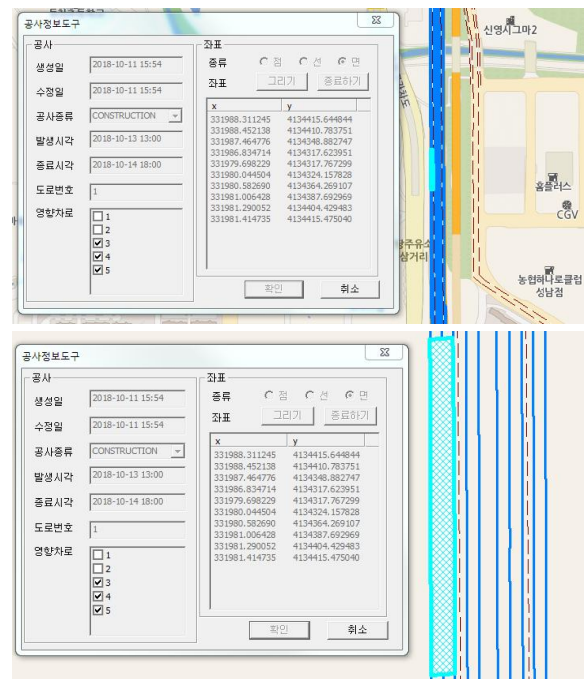 공사정보도구
공사
생성일 2018-10-11 15:54
수정일 2018-10-11 15:54
공사종류 CONSTRUCTION
발생시각 2018-10-13 13:00
종료시각 2018-10-14 18:00
도로번호 1
영향차로
1
2
3
4
5
좌표
종류 점 선 면
좌표 그리기 종료하기
x y
331988.311245 4134415.644844
331988.452138 4134410.783751
331987.464776 4134348.882747
331986.834714 4134317.623951
331979.698229 4134317.767299
331980.044504 4134324.157828
331980.582690 4134364.269107
331981.006428 4134387.692969
331981.290052 4134404.429483
331981.414735 4134415.475040
확인 취소
신영시그마2
홈플러스
CGV
삼거리
농협하나로클럽
성남점
공사정보도구
공사
생성일 2018-10-11 15:54
수정일 2018-10-11 15:54
공사종류 CONSTRUCTION
발생시각 2018-10-13 13:00
종료시각 2018-10-14 18:00
도로번호 1
영향차로
1
2
3
4
5
좌표
종류 점 선 면
좌표 그리기 종료하기
x y
331988.311245 4134415.644844
331988.452138 4134410.783751
331987.464776 4134348.882747
331986.834714 4134317.623951
331979.698229 4134317.767299
331980.044504 4134324.157828
331980.582690 4134364.269107
331981.006428 4134387.692969
331981.290052 4134404.429483
331981.414735 4134415.475040
확인 취소